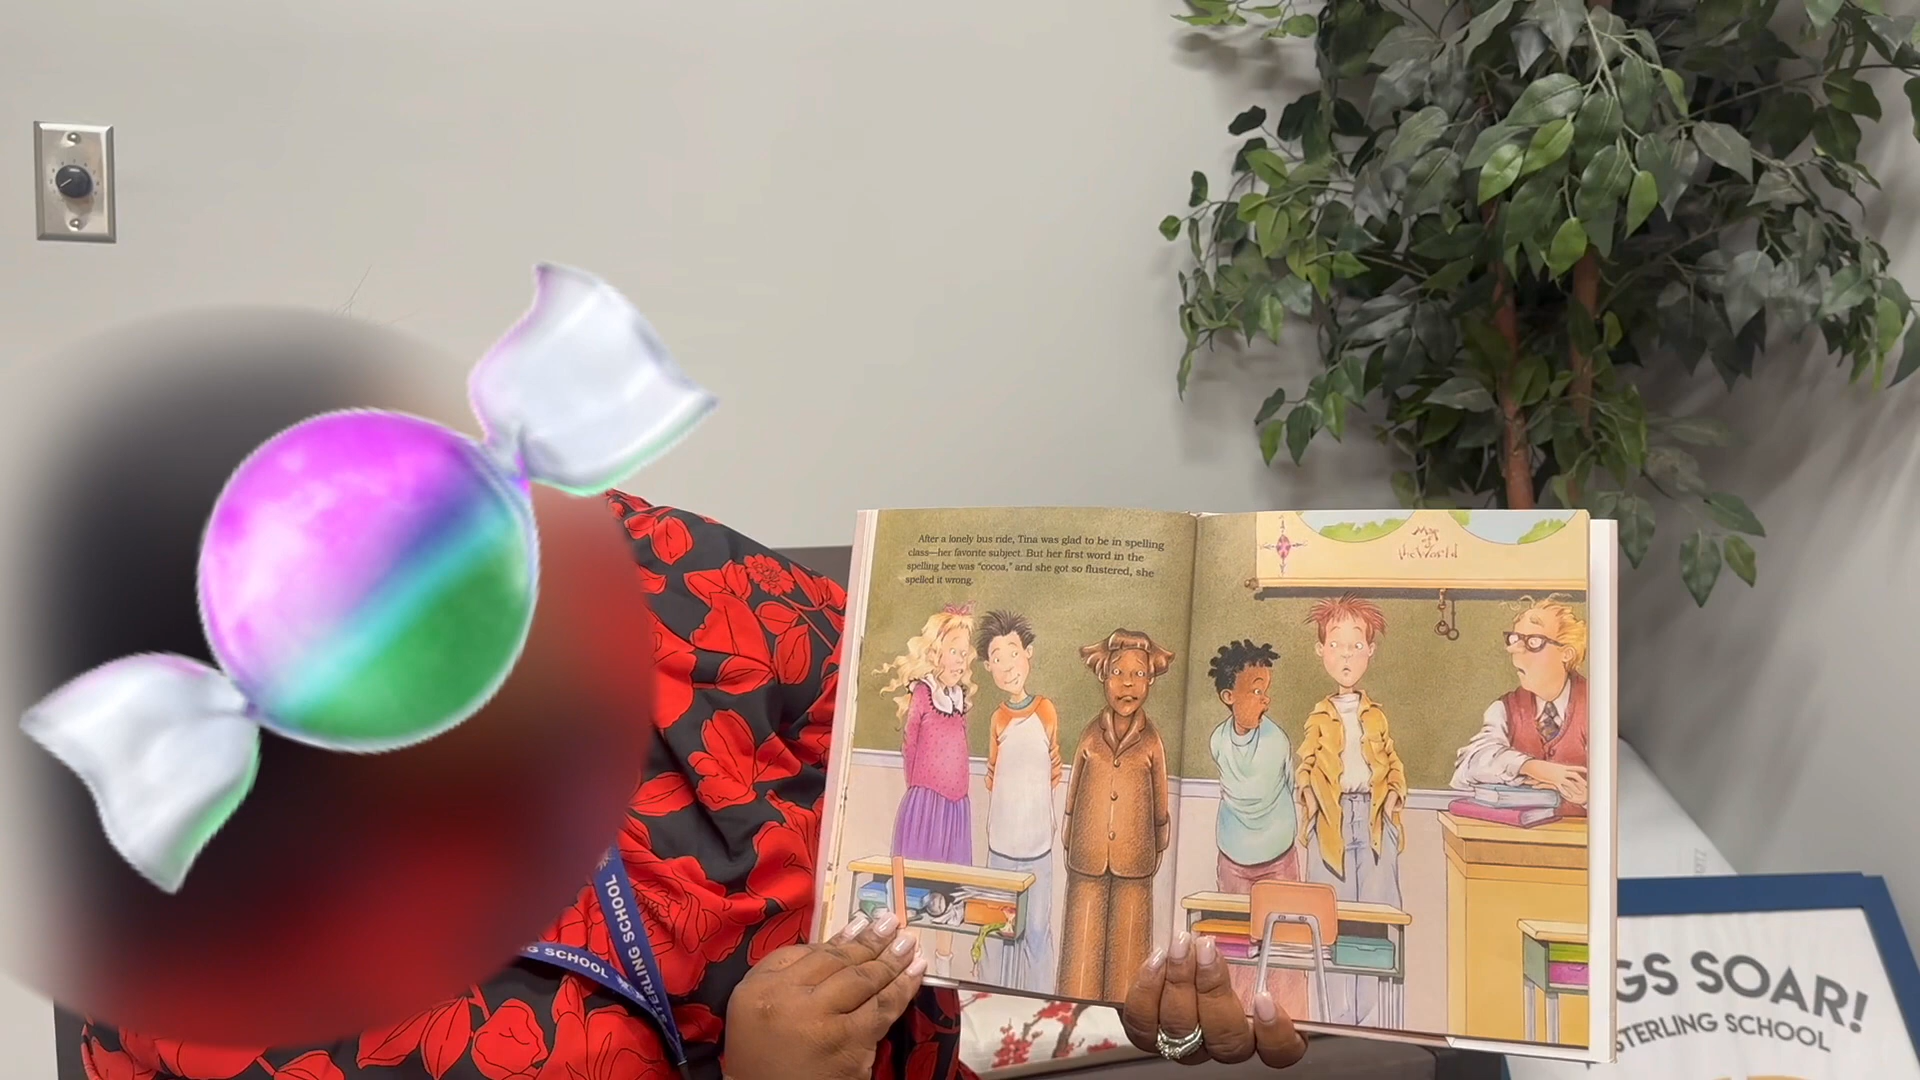 After a lonely bus ride, Tina was glad to be in spelling
class—her favorite subject. But her first word in the
spelling bee was "cocoa," and she got so flustered, she
spelled it wrong.
Map
of
the World
SCHOOL
STERLING SCHOOL
GS SOAR!
STERLING SCHOOL